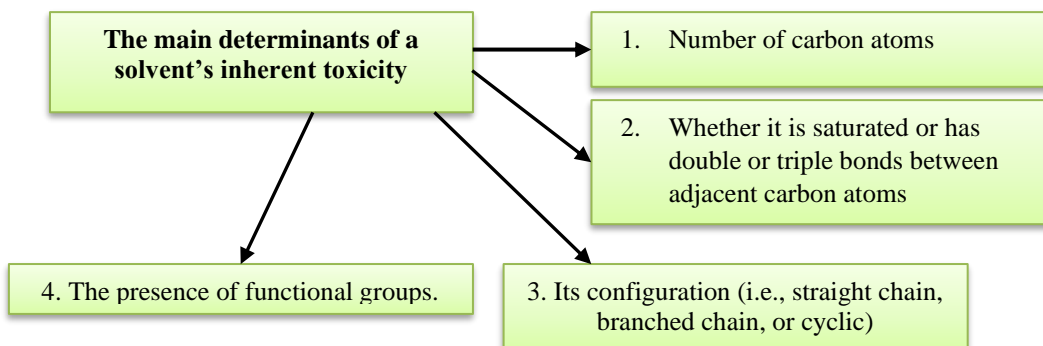 The main determinants of a
solvent’s inherent toxicity
1. Number of carbon atoms
2. Whether it is saturated or has
double or triple bonds between
adjacent carbon atoms
3. Its configuration (i.e., straight chain,
branched chain, or cyclic)
4. The presence of functional groups.